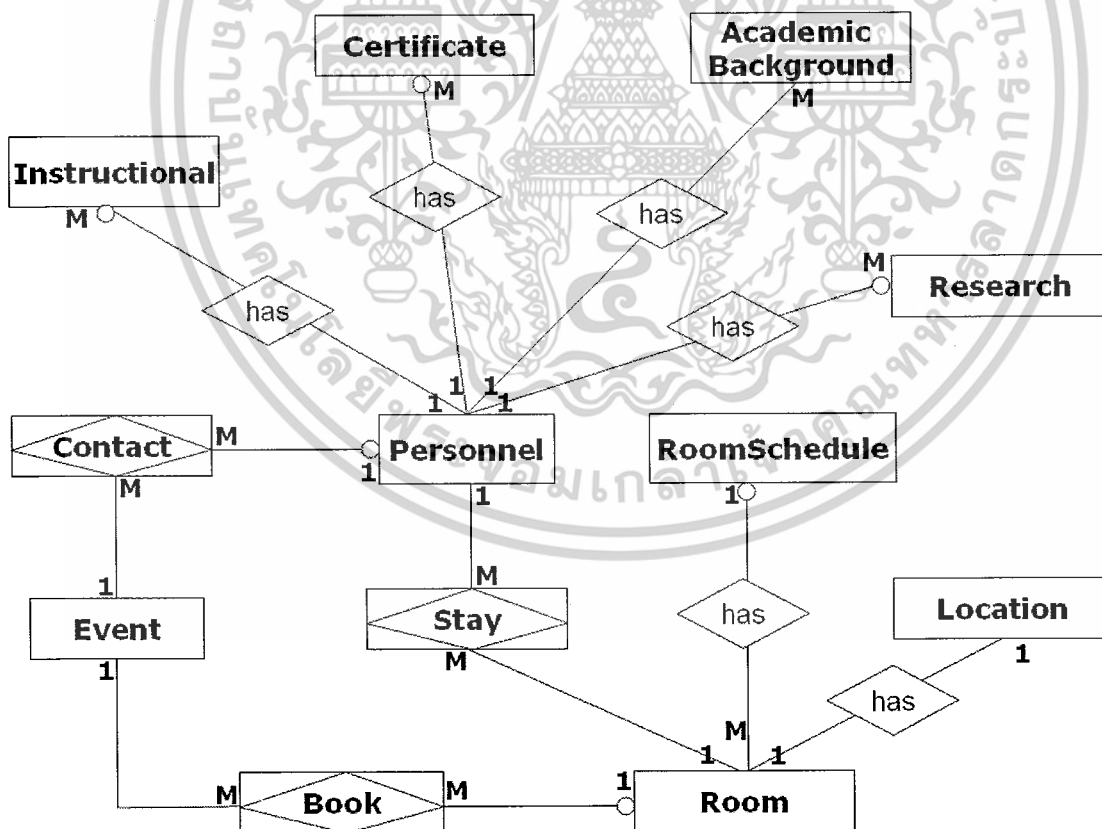 Certificate
M
Academic
Background
M
Instructional
M
has
has
M
Research
has
has
1
1
1
1
Contact
M
1
Personnel
RoomSchedule
M
1
1
1
M
Event
Stay
has
Location
1
M
1
M
has
1
1
M
Book
M
1
Room